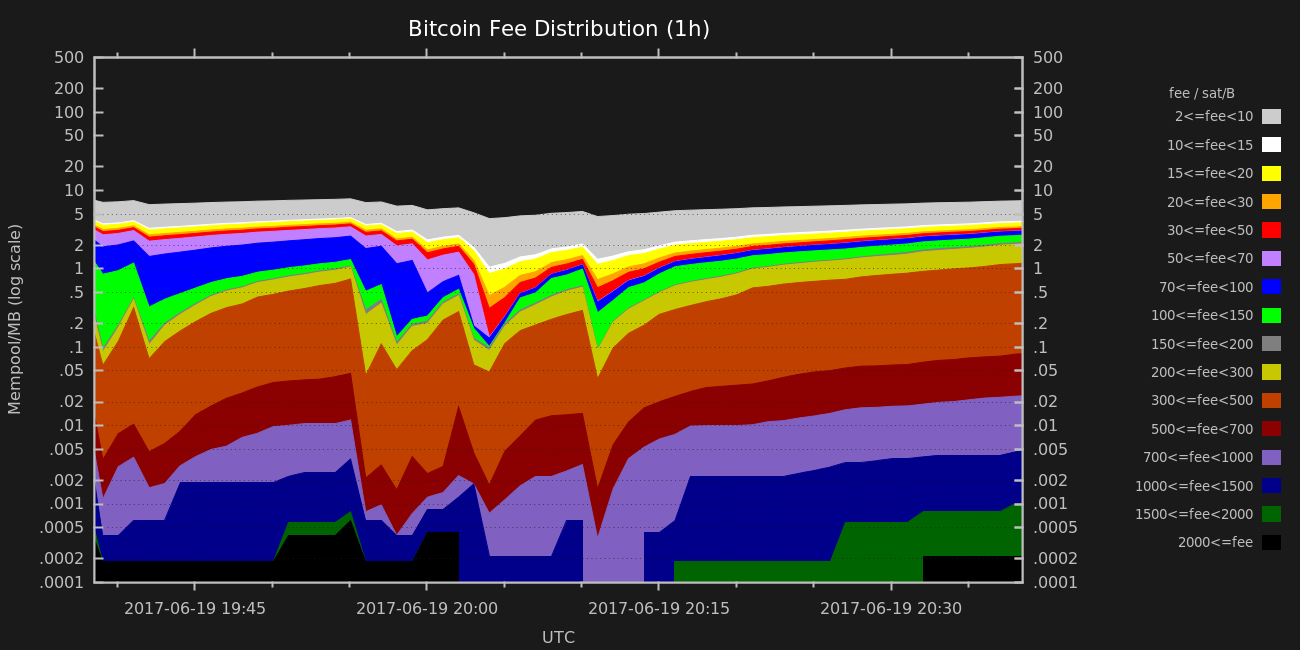 Bitcoin Fee Distribution (1h)
500 500
200 200
100 100
50 50
20 20
10 10
5 5
2 2
1 1
.5 .5
.2 .2
.1 .1
.05 .05
.02 .02
.01 .01
.005 .005
.002 .002
.001 .001
.0005 .0005
.0002 .0002
.0001 .0001
Mempool/MB (log scale)
2017-06-19 19:45 2017-06-19 20:00 2017-06-19 20:15 2017-06-19 20:30
UTC
fee / sat/B
2<=fee<10
10<=fee<15
15<=fee<20
20<=fee<30
30<=fee<50
50<=fee<70
70<=fee<100
100<=fee<150
150<=fee<200
200<=fee<300
300<=fee<500
500<=fee<700
700<=fee<1000
1000<=fee<1500
1500<=fee<2000
2000<=fee